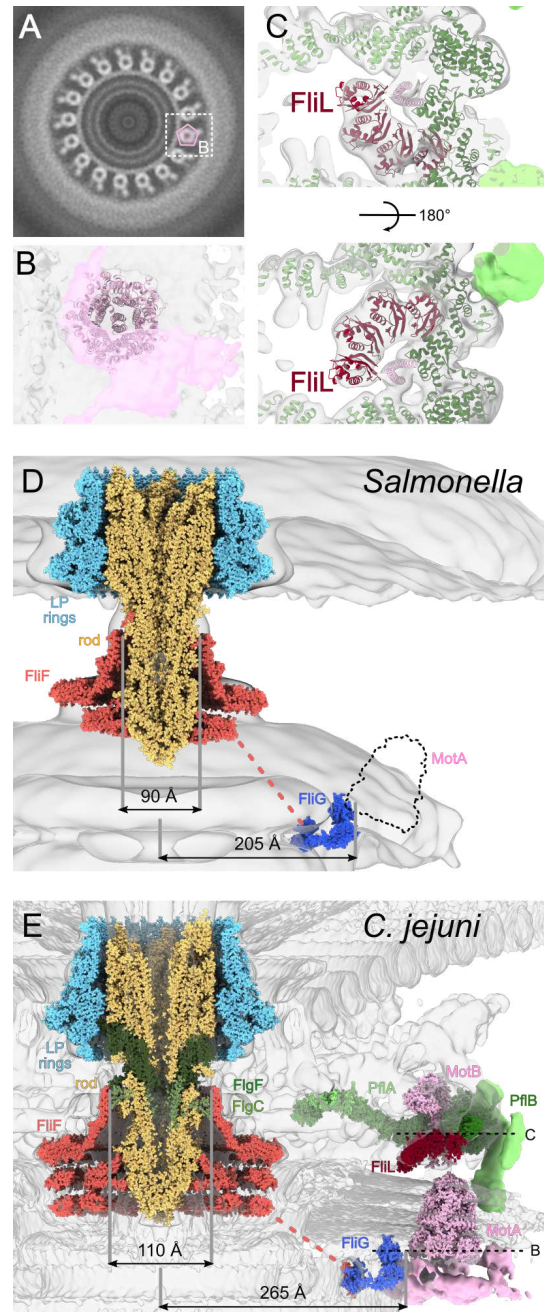 A
B
C
FliL
180°
B
FliL
D
Salmonella
LP
rings
rod
FliF
MotA
FliG
90 Å
205 Å
E
C. jejuni
LP
rings
rod
FlgF
FlgC
FliF
MotB
PflA
PflB
C
FliL
MotA
FliG
B
110 Å
265 Å